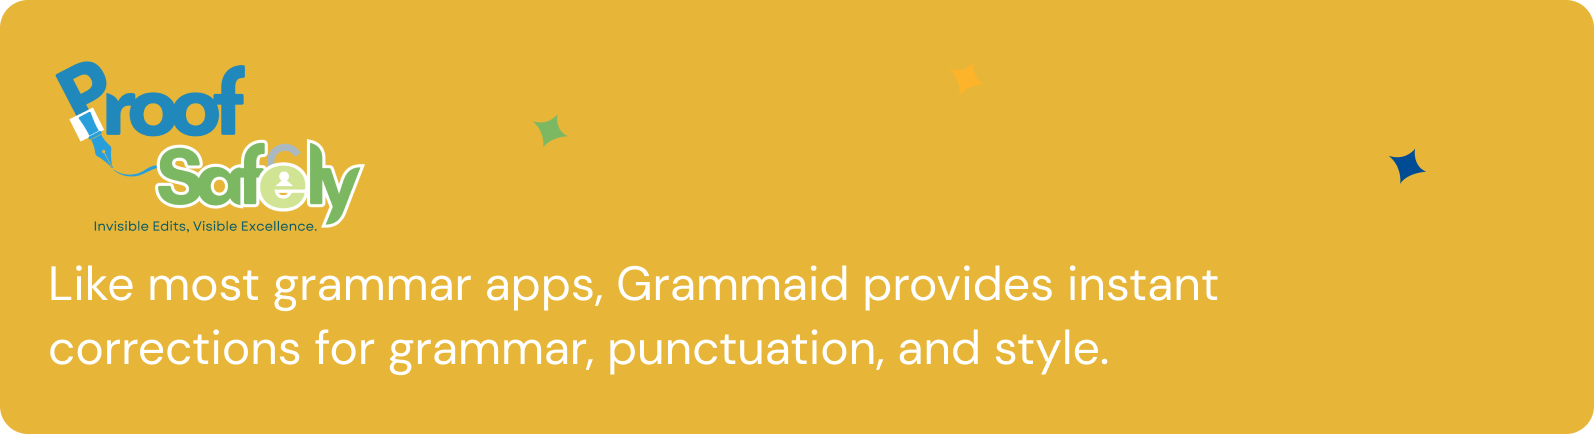 Proof
Safely
Invisible Edits, Visible Excellence.
Like most grammar apps, Grammaid provides instant
corrections for grammar, punctuation, and style.